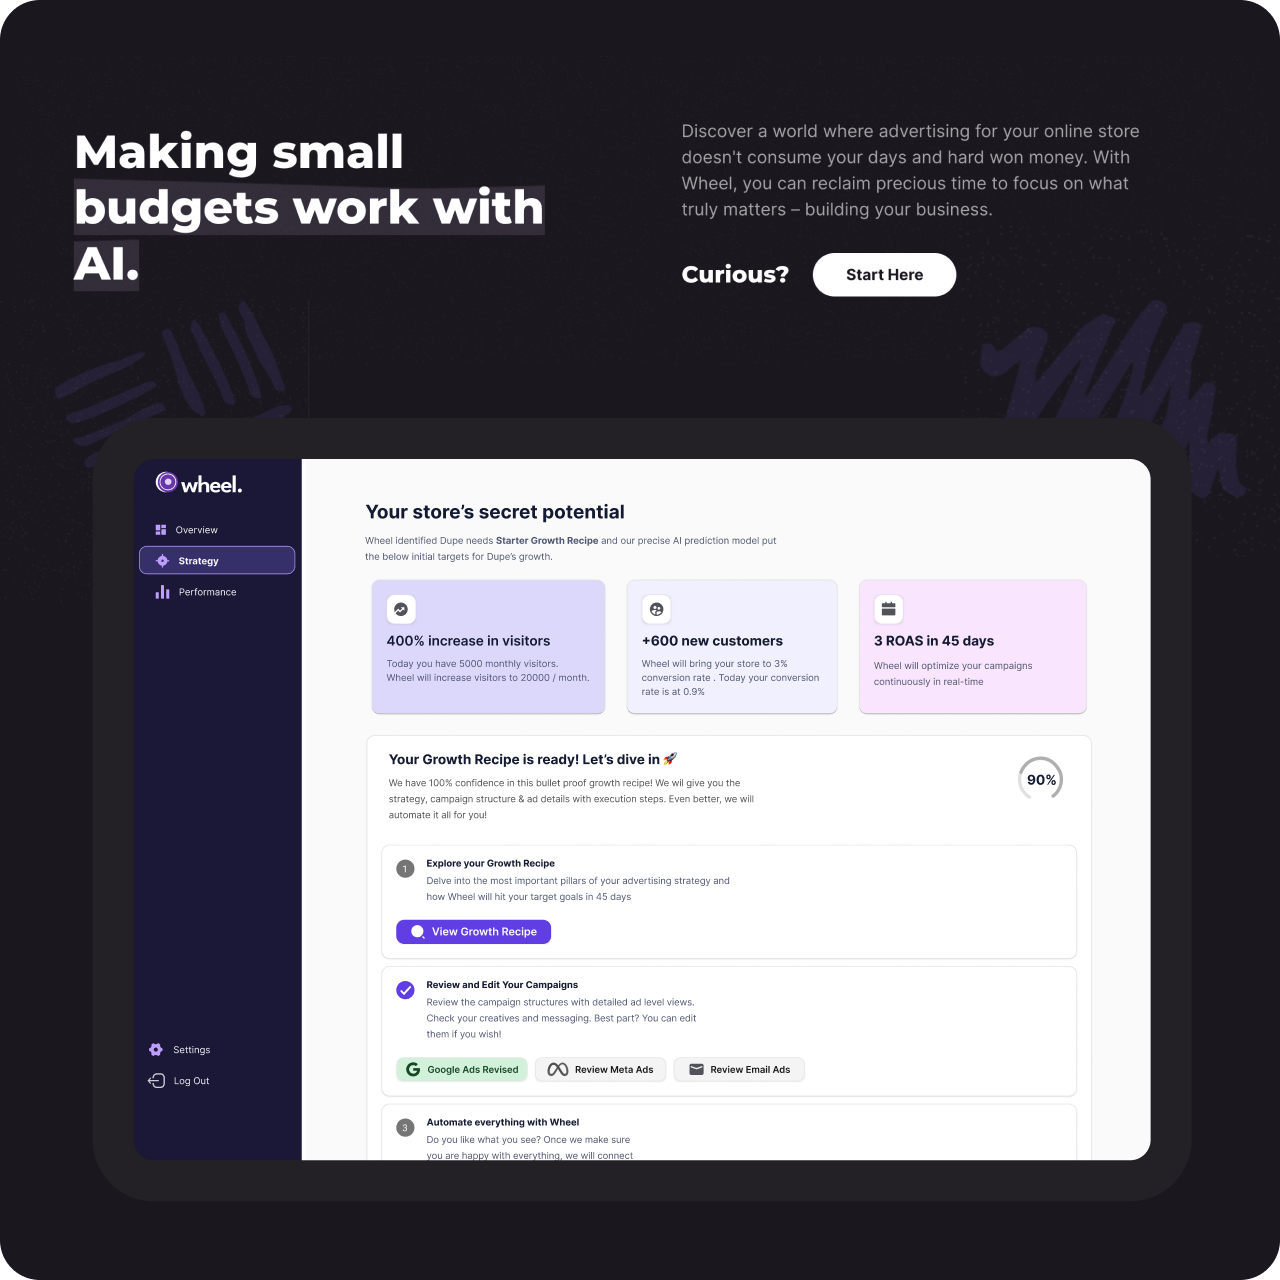 Making small
budgets work with
AI.
Discover a world where advertising for your online store
doesn't consume your days and hard won money. With
Wheel, you can reclaim precious time to focus on what
truly matters – building your business.
Curious?
Start Here
wheel.
Overview
Strategy
Performance
Settings
Log Out
Your store's secret potential
Wheel identified Dupe needs Starter Growth Recipe and our precise AI prediction model put
the below initial targets for Dupe's growth.
400% increase in visitors
Today you have 5000 monthly visitors.
Wheel will increase visitors to 20000 / month.
+600 new customers
Wheel will bring your store to 3%
conversion rate . Today your conversion
rate is at 0.9%
3 ROAS in 45 days
Wheel will optimize your campaigns
continuously in real-time
Your Growth Recipe is ready! Let's dive in 🚀
We have 100% confidence in this bullet proof growth recipe! We wil give you the
strategy, campaign structure & ad details with execution steps. Even better, we will
automate it all for you!
90%
1
Explore your Growth Recipe
Delve into the most important pillars of your advertising strategy and
how Wheel will hit your target goals in 45 days
View Growth Recipe
Review and Edit Your Campaigns
Review the campaign structures with detailed ad level views.
Check your creatives and messaging. Best part? You can edit
them if you wish!
Google Ads Revised
Review Meta Ads
Review Email Ads
3
Automate everything with Wheel
Do you like what you see? Once we make sure
you are happy with everything, we will connect